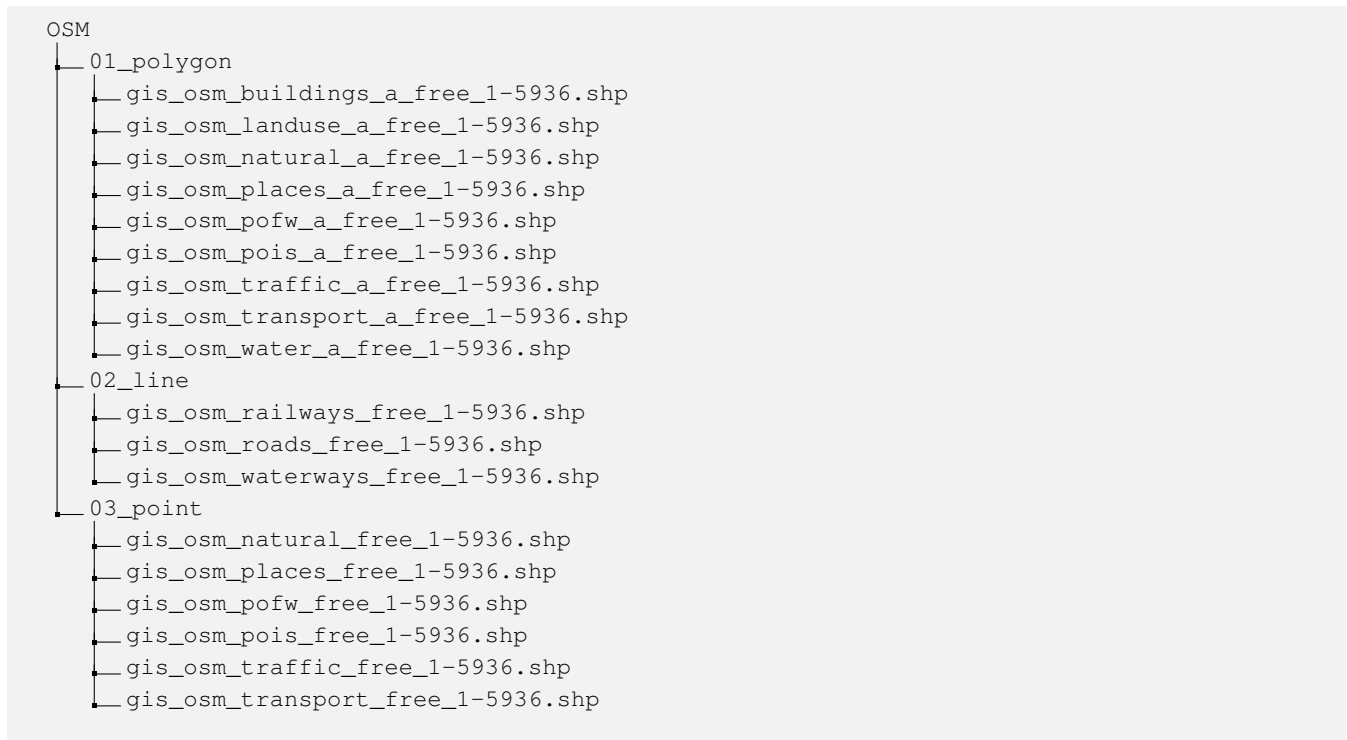 OSM
01_polygon
gis_osm_buildings_a_free_1-5936.shp
gis_osm_landuse_a_free_1-5936.shp
gis_osm_natural_a_free_1-5936.shp
gis_osm_places_a_free_1-5936.shp
gis_osm_pofw_a_free_1-5936.shp
gis_osm_pois_a_free_1-5936.shp
gis_osm_traffic_a_free_1-5936.shp
gis_osm_transport_a_free_1-5936.shp
gis_osm_water_a_free_1-5936.shp
02_line
gis_osm_railways_free_1-5936.shp
gis_osm_roads_free_1-5936.shp
gis_osm_waterways_free_1-5936.shp
03_point
gis_osm_natural_free_1-5936.shp
gis_osm_places_free_1-5936.shp
gis_osm_pofw_free_1-5936.shp
gis_osm_pois_free_1-5936.shp
gis_osm_traffic_free_1-5936.shp
gis_osm_transport_free_1-5936.shp